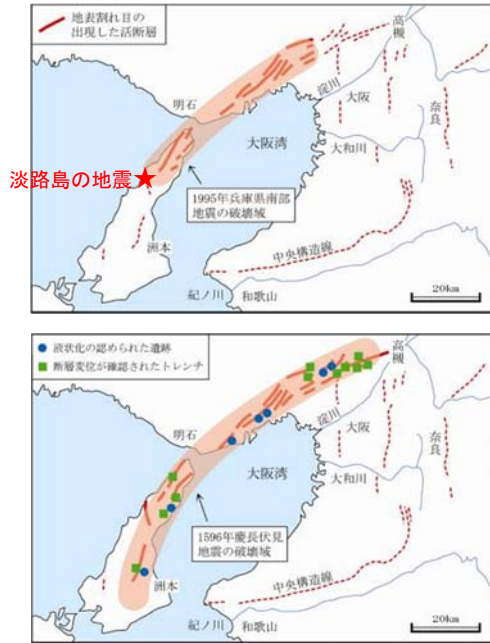 地表割れ目の
出現した活断層
高槻
淀川
明石
大阪
奈良
大阪湾
大和川
淡路島の地震★
1995年兵庫県南部
地震の破壊域
洲本
中央構造線
紀ノ川
和歌山
20km
液状化の認められた遺跡
断層変位が確認されたトレンチ
高槻
淀川
明石
大阪
奈良
大阪湾
大和川
1596年慶長伏見
地震の破壊域
洲本
中央構造線
紀ノ川
和歌山
20km